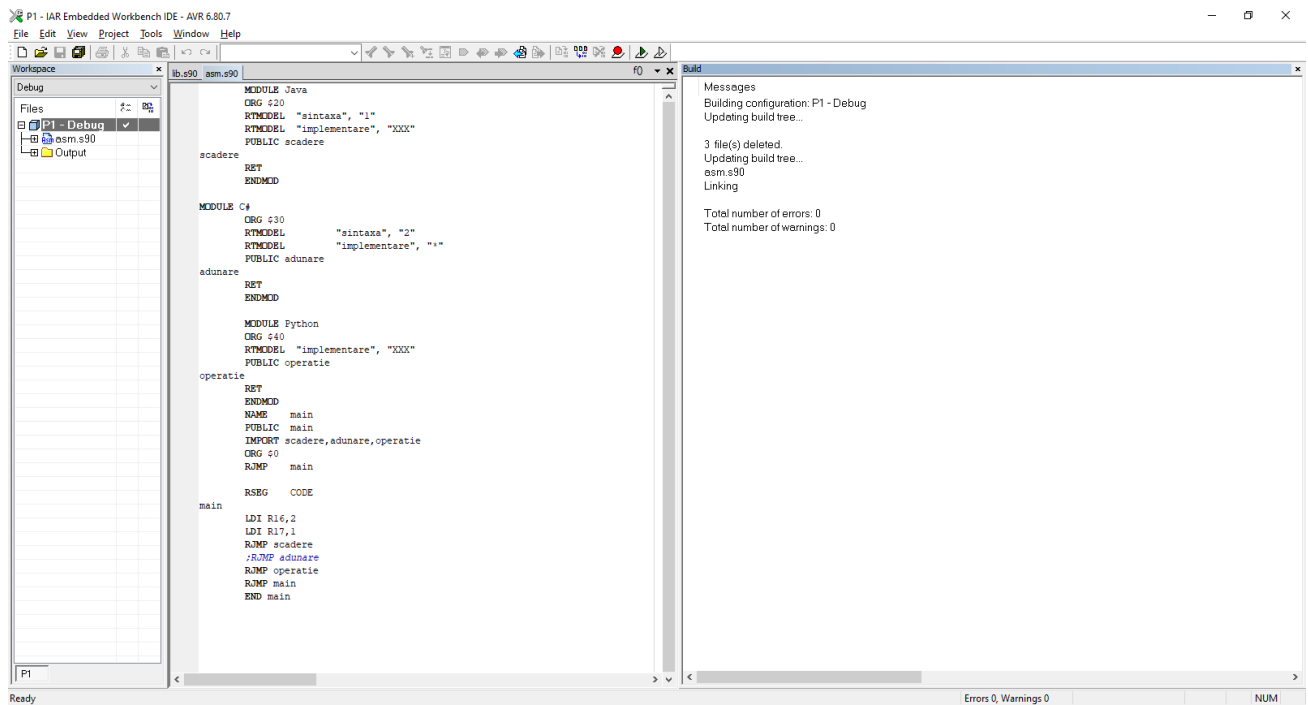 P1 - IAR Embedded Workbench IDE - AVR 6.80.7
File Edit View Project Tools Window Help
Workspace
Debug
Files
P1 - Debug
asm.s90
Output
P1
lib.s90 asm.s90 f()
MODULE Java
ORG $20
RTMODEL "sintaxa", "1"
RTMODEL "implementare", "XXX"
PUBLIC scadere
scadere
RET
ENDMOD
MODULE C#
ORG $30
RTMODEL "sintaxa", "2"
RTMODEL "implementare", "*"
PUBLIC adunare
adunare
RET
ENDMOD
MODULE Python
ORG $40
RTMODEL "implementare", "XXX"
PUBLIC operatie
operatie
RET
ENDMOD
NAME main
PUBLIC main
IMPORT scadere,adunare,operatie
ORG $0
RJMP main
RSEG CODE
main
LDI R16,2
LDI R17,1
RJMP scadere
;RJMP adunare
RJMP operatie
RJMP main
END main
Build
Messages
Building configuration: P1 - Debug
Updating build tree...
3 file(s) deleted.
Updating build tree...
asm.s90
Linking
Total number of errors: 0
Total number of warnings: 0
Ready
Errors 0, Warnings 0
NUM